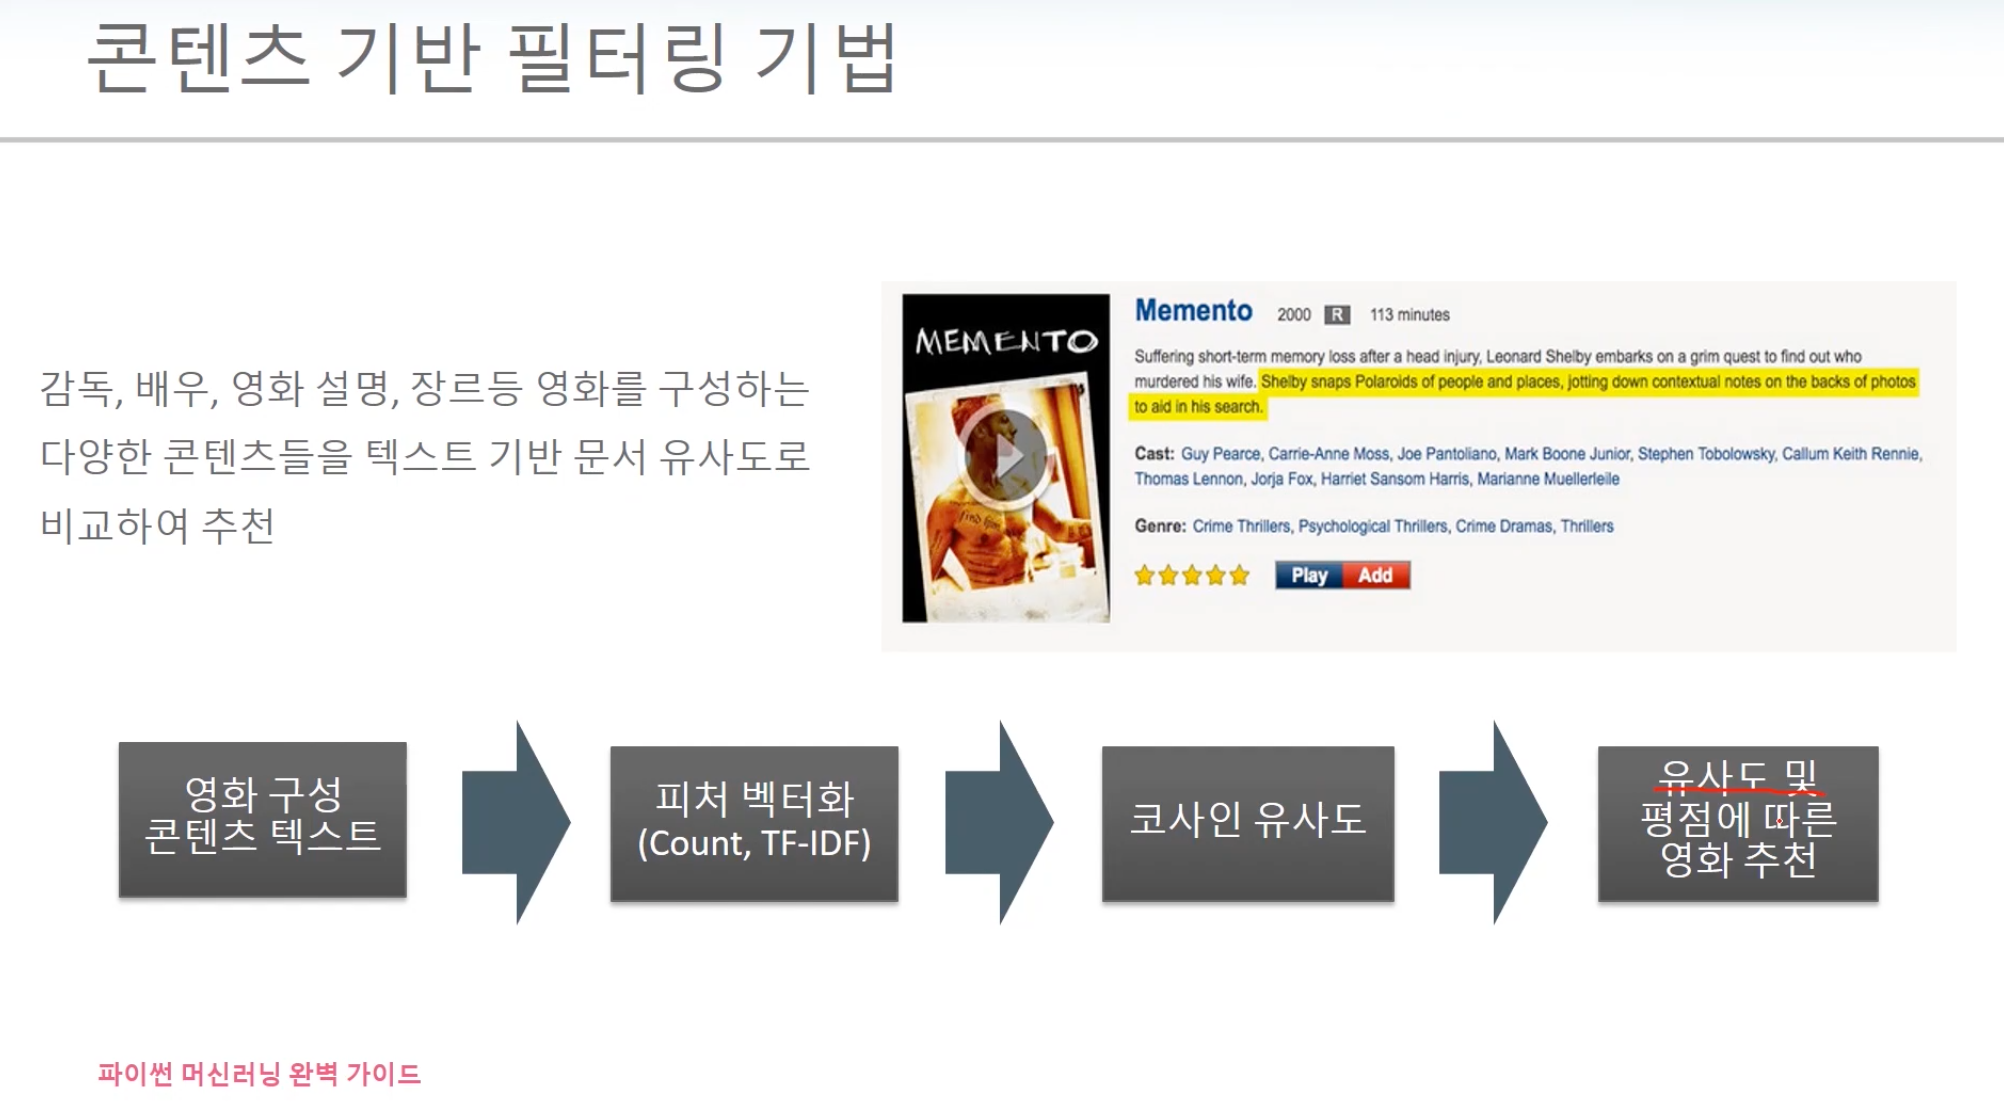 콘텐츠 기반 필터링 기법
감독, 배우, 영화 설명, 장르등 영화를 구성하는
다양한 콘텐츠들을 텍스트 기반 문서 유사도로
비교하여 추천
MEMENTO
find him
Memento 2000 R 113 minutes
Suffering short-term memory loss after a head injury, Leonard Shelby embarks on a grim quest to find out who
murdered his wife. Shelby snaps Polaroids of people and places, jotting down contextual notes on the backs of photos
to aid in his search.
Cast: Guy Pearce, Carrie-Anne Moss, Joe Pantoliano, Mark Boone Junior, Stephen Tobolowsky, Callum Keith Rennie,
Thomas Lennon, Jorja Fox, Harriet Sansom Harris, Marianne Muellerleile
Genre: Crime Thrillers, Psychological Thrillers, Crime Dramas, Thrillers
Play Add
영화 구성
콘텐츠 텍스트
피처 벡터화
(Count, TF-IDF)
코사인 유사도
유사도 및
평점에 따른
영화 추천
파이썬 머신러닝 완벽 가이드